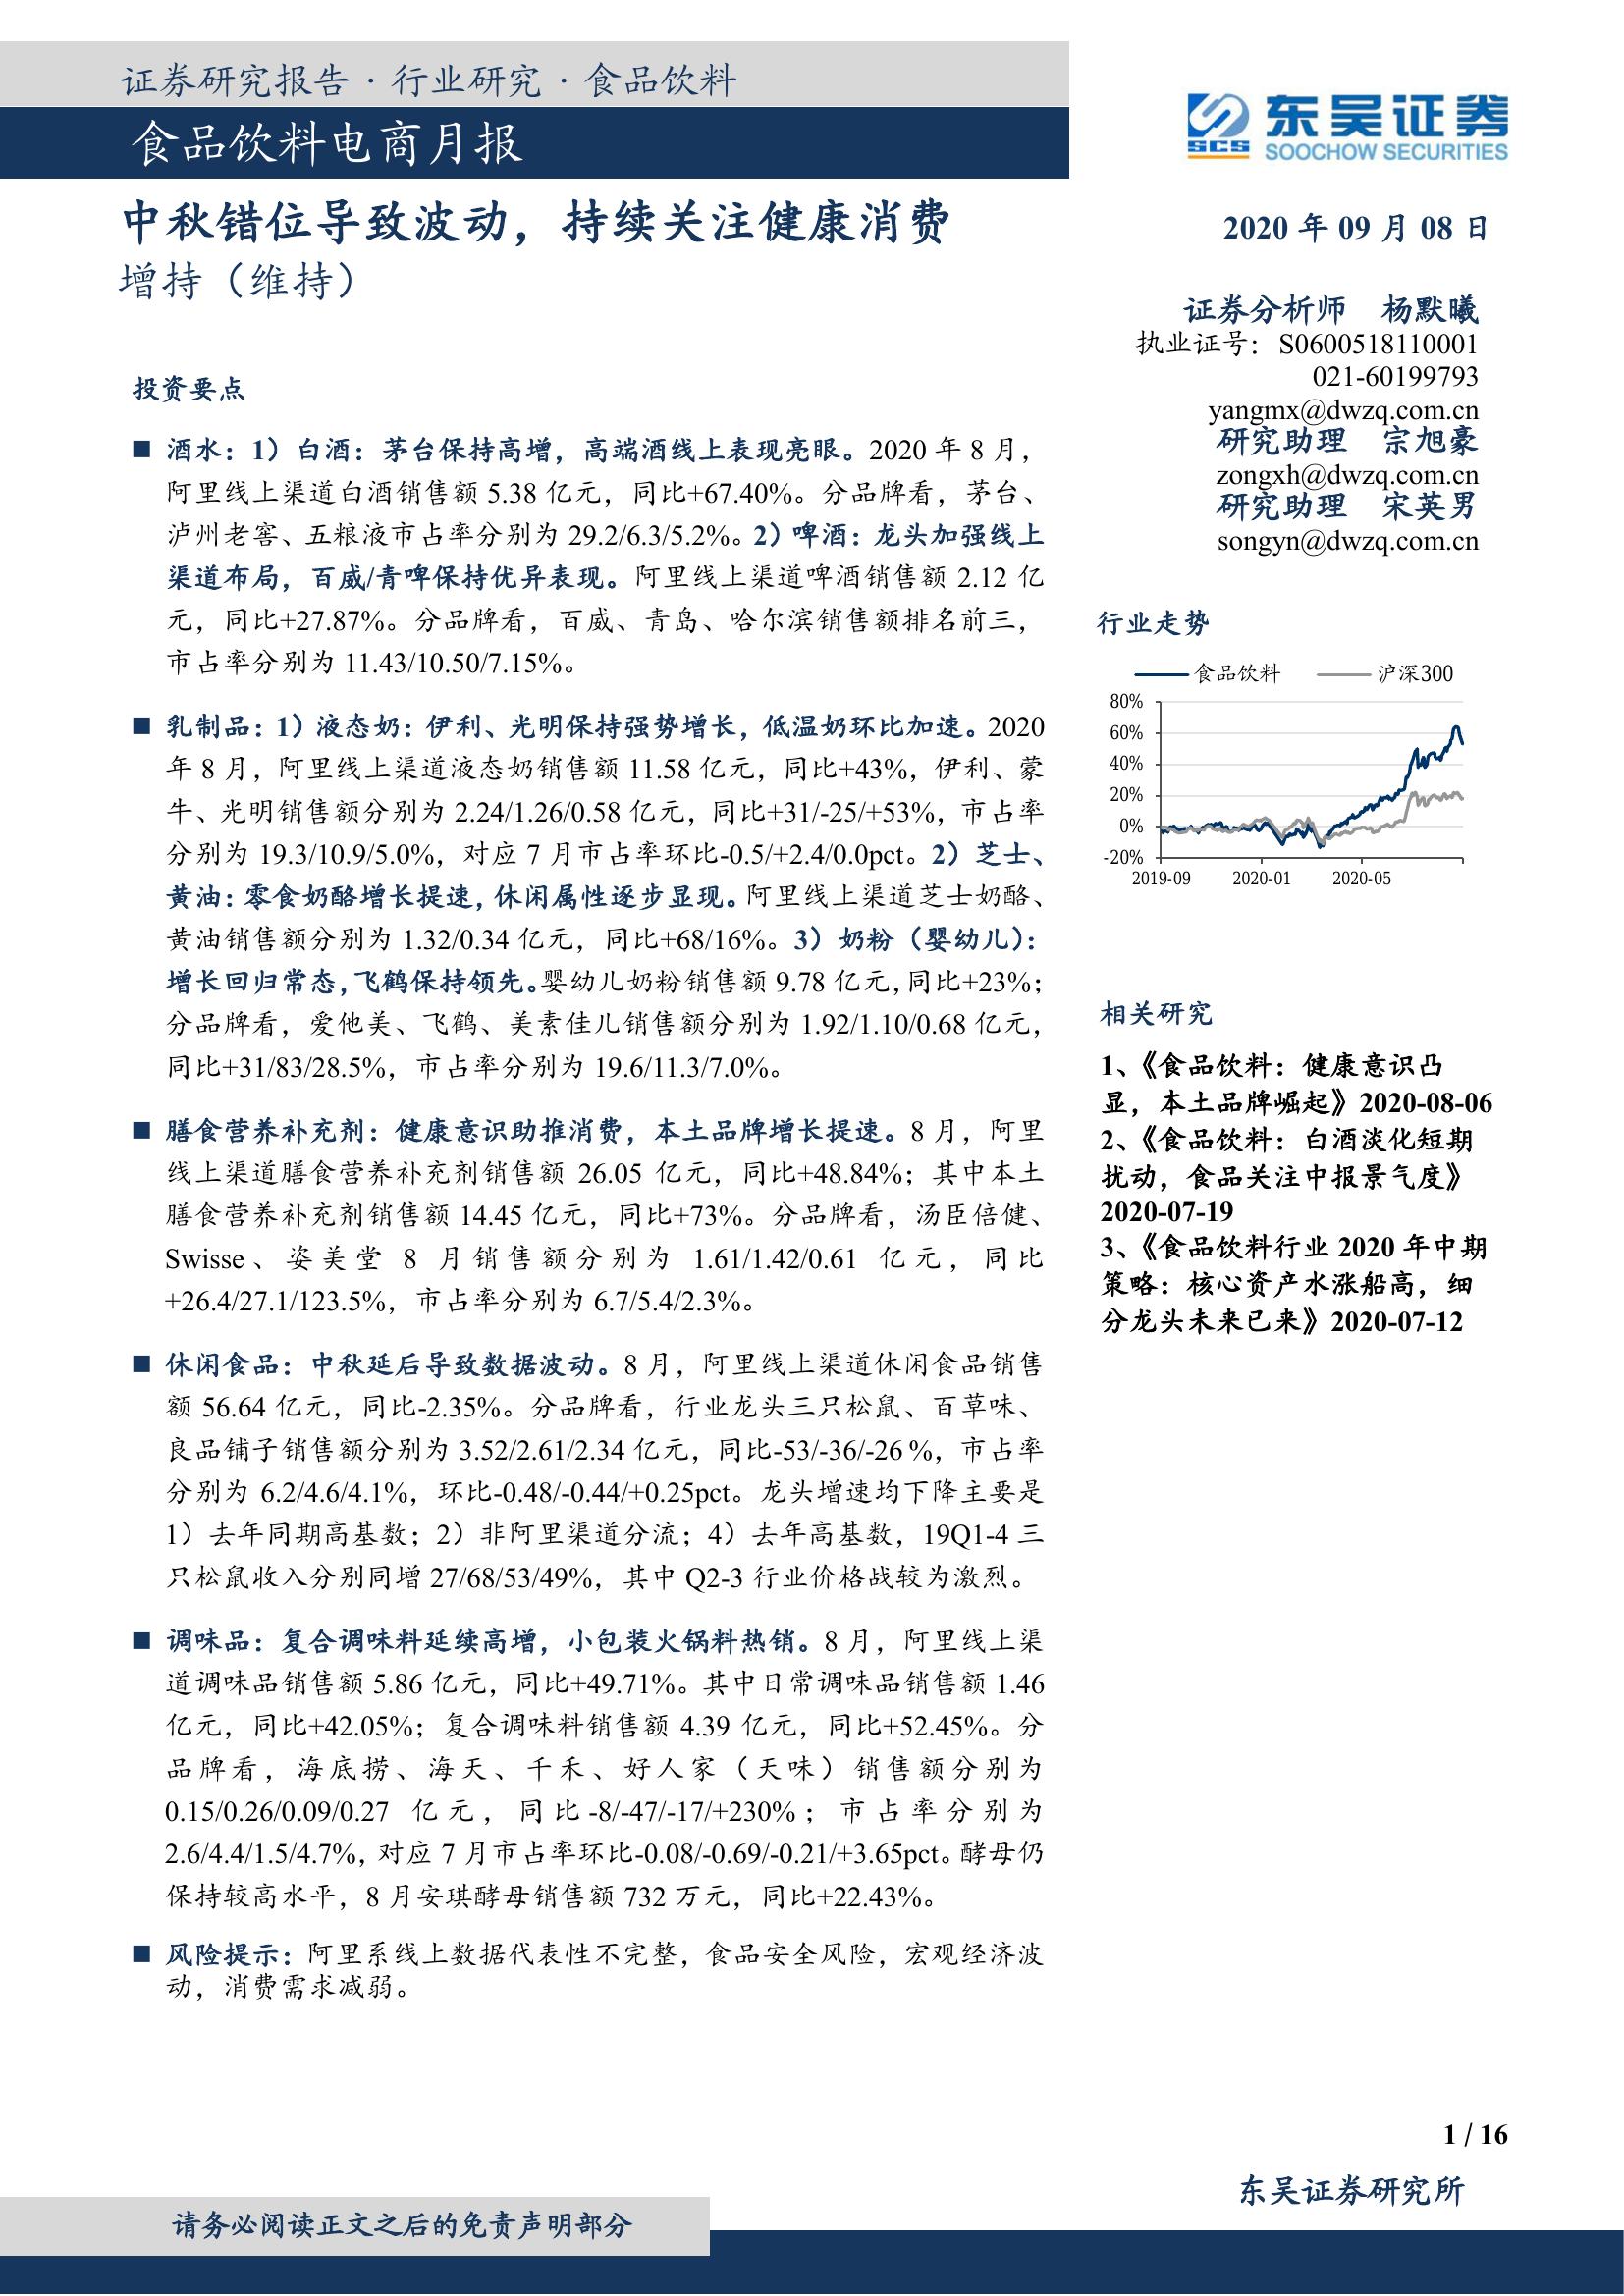 证券研究报告 · 行业研究 · 食品饮料
食品饮料电商月报
东吴证券
SCS
SOOCHOW SECURITIES
中秋错位导致波动，持续关注健康消费
增持（维持）
2020 年 09 月 08 日
证券分析师 杨默曦
执业证号：S0600518110001
021-60199793
yangmx@dwzq.com.cn
研究助理 宗旭豪
zongxh@dwzq.com.cn
研究助理 宋英男
songyn@dwzq.com.cn
投资要点
■ 酒水：1）白酒：茅台保持高增，高端酒线上表现亮眼。2020 年 8 月，
阿里线上渠道白酒销售额 5.38 亿元，同比+67.40%。分品牌看，茅台、
泸州老窖、五粮液市占率分别为 29.2/6.3/5.2%。2）啤酒：龙头加强线上
渠道布局，百威/青啤保持优异表现。阿里线上渠道啤酒销售额 2.12 亿
元，同比+27.87%。分品牌看，百威、青岛、哈尔滨销售额排名前三，
市占率分别为 11.43/10.50/7.15%。
■ 乳制品：1）液态奶：伊利、光明保持强势增长，低温奶环比加速。2020
年 8 月，阿里线上渠道液态奶销售额 11.58 亿元，同比+43%，伊利、蒙
牛、光明销售额分别为 2.24/1.26/0.58 亿元，同比+31/-25/+53%，市占率
分别为 19.3/10.9/5.0%，对应 7 月市占率环比-0.5/+2.4/0.0pct。2）芝士、
黄油：零食奶酪增长提速，休闲属性逐步显现。阿里线上渠道芝士奶酪、
黄油销售额分别为 1.32/0.34 亿元，同比+68/16%。3）奶粉（婴幼儿）：
增长回归常态，飞鹤保持领先。婴幼儿奶粉销售额 9.78 亿元，同比+23%；
分品牌看，爱他美、飞鹤、美素佳儿销售额分别为 1.92/1.10/0.68 亿元，
同比+31/83/28.5%，市占率分别为 19.6/11.3/7.0%。
■ 膳食营养补充剂：健康意识助推消费，本土品牌增长提速。8 月，阿里
线上渠道膳食营养补充剂销售额 26.05 亿元，同比+48.84%；其中本土
膳食营养补充剂销售额 14.45 亿元，同比+73%。分品牌看，汤臣倍健、
Swisse、姿美堂 8 月销售额分别为 1.61/1.42/0.61 亿元，同比
+26.4/27.1/123.5%，市占率分别为 6.7/5.4/2.3%。
■ 休闲食品：中秋延后导致数据波动。8 月，阿里线上渠道休闲食品销售
额 56.64 亿元，同比-2.35%。分品牌看，行业龙头三只松鼠、百草味、
良品铺子销售额分别为 3.52/2.61/2.34 亿元，同比-53/-36/-26 %，市占率
分别为 6.2/4.6/4.1%，环比-0.48/-0.44/+0.25pct。龙头增速均下降主要是
1）去年同期高基数；2）非阿里渠道分流；4）去年高基数，19Q1-4 三
只松鼠收入分别同增 27/68/53/49%，其中 Q2-3 行业价格战较为激烈。
■ 调味品：复合调味料延续高增，小包装火锅料热销。8 月，阿里线上渠
道调味品销售额 5.86 亿元，同比+49.71%。其中日常调味品销售额 1.46
亿元，同比+42.05%；复合调味料销售额 4.39 亿元，同比+52.45%。分
品牌看，海底捞、海天、千禾、好人家（天味）销售额分别为
0.15/0.26/0.09/0.27 亿元，同比-8/-47/-17/+230%；市占率分别为
2.6/4.4/1.5/4.7%，对应 7 月市占率环比-0.08/-0.69/-0.21/+3.65pct。酵母仍
保持较高水平，8 月安琪酵母销售额 732 万元，同比+22.43%。
■ 风险提示：阿里系线上数据代表性不完整，食品安全风险，宏观经济波
动，消费需求减弱。
行业走势
食品饮料 沪深300
80%
60%
40%
20%
0%
-20%
2019-09 2020-01 2020-05
相关研究
1、《食品饮料：健康意识凸
显，本土品牌崛起》2020-08-06
2、《食品饮料：白酒淡化短期
扰动，食品关注中报景气度》
2020-07-19
3、《食品饮料行业 2020 年中期
策略：核心资产水涨船高，细
分龙头未来已来》2020-07-12
1 / 16
东吴证券研究所
请务必阅读正文之后的免责声明部分